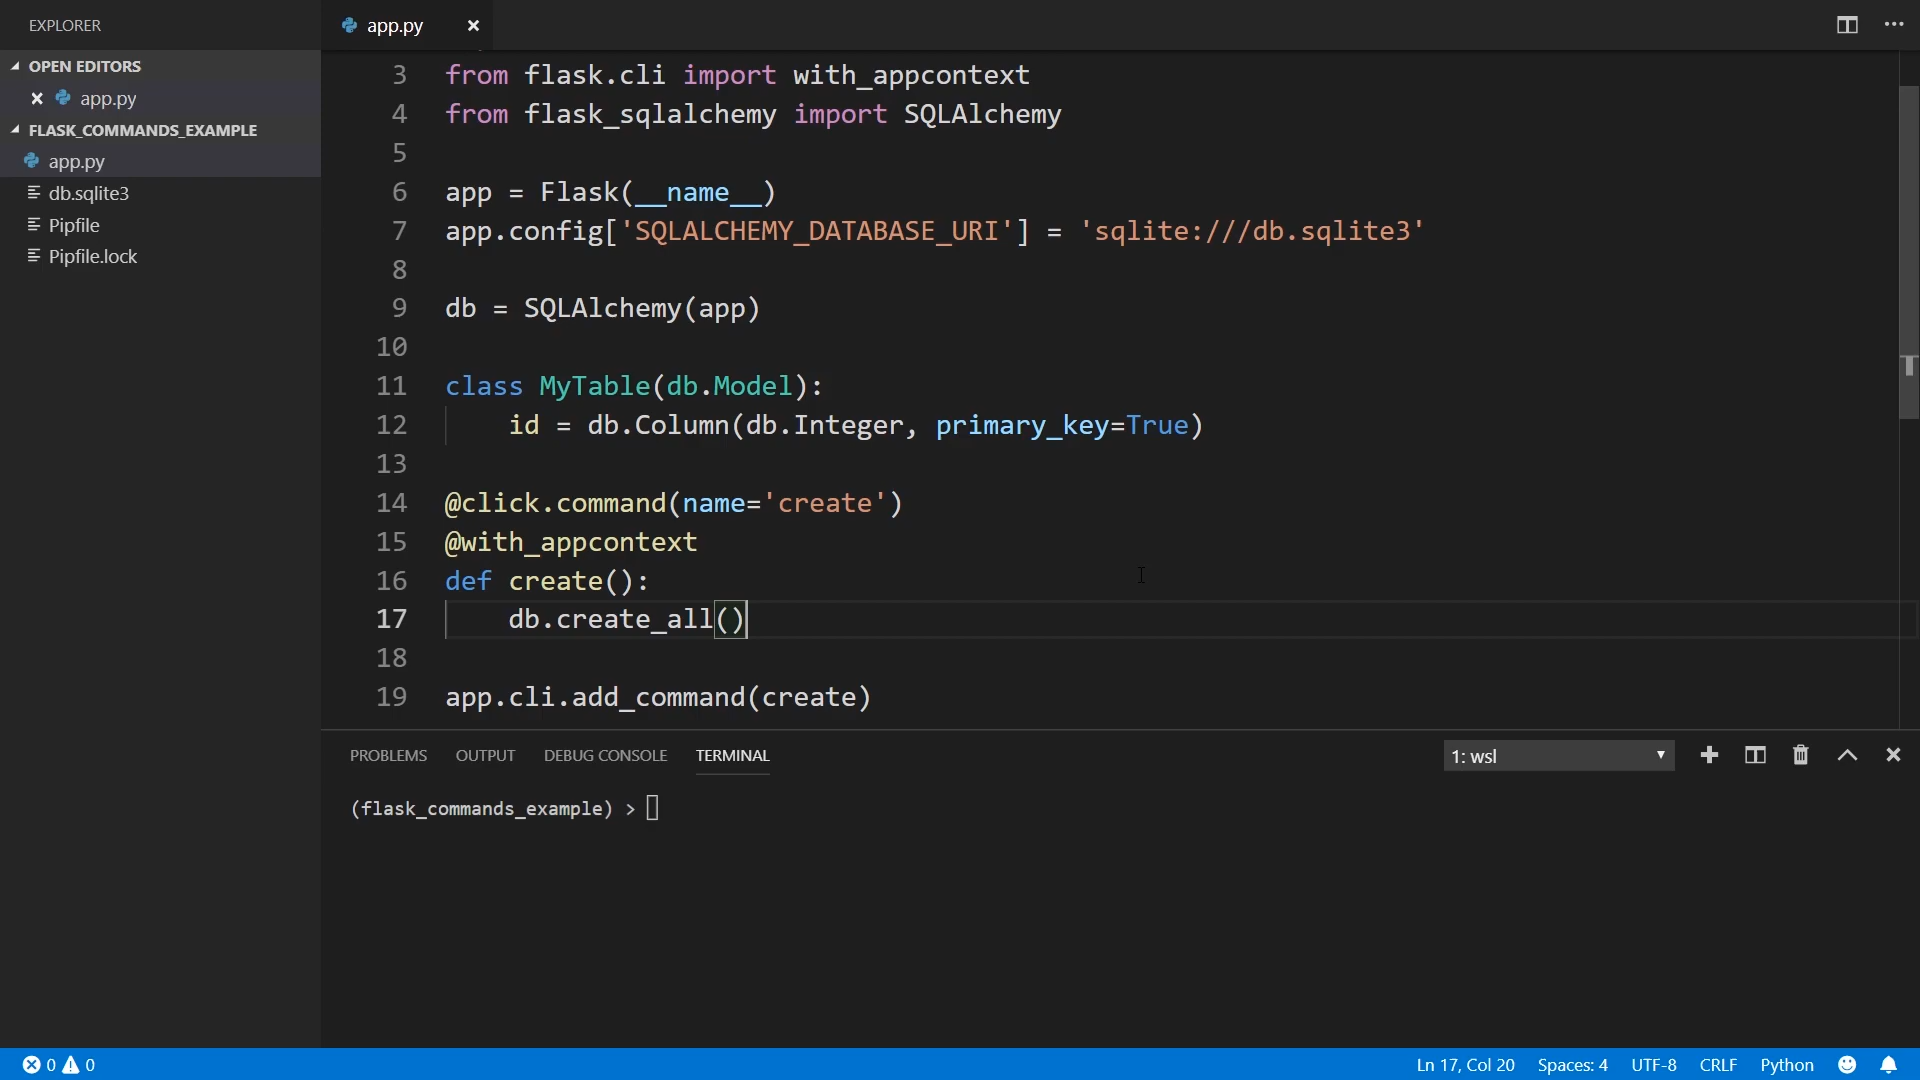 EXPLORER
OPEN EDITORS
app.py
FLASK_COMMANDS_EXAMPLE
app.py
db.sqlite3
Pipfile
Pipfile.lock
app.py
3 from flask.cli import with_appcontext
4 from flask_sqlalchemy import SQLAlchemy
5
6 app = Flask(__name__)
7 app.config['SQLALCHEMY_DATABASE_URI'] = 'sqlite:///db.sqlite3'
8
9 db = SQLAlchemy(app)
10
11 class MyTable(db.Model):
12 id = db.Column(db.Integer, primary_key=True)
13
14 @click.command(name='create')
15 @with_appcontext
16 def create():
17 db.create_all()
18
19 app.cli.add_command(create)
PROBLEMS OUTPUT DEBUG CONSOLE TERMINAL 1: wsl
(flask_commands_example) >
0 0 Ln 17, Col 20 Spaces: 4 UTF-8 CRLF Python